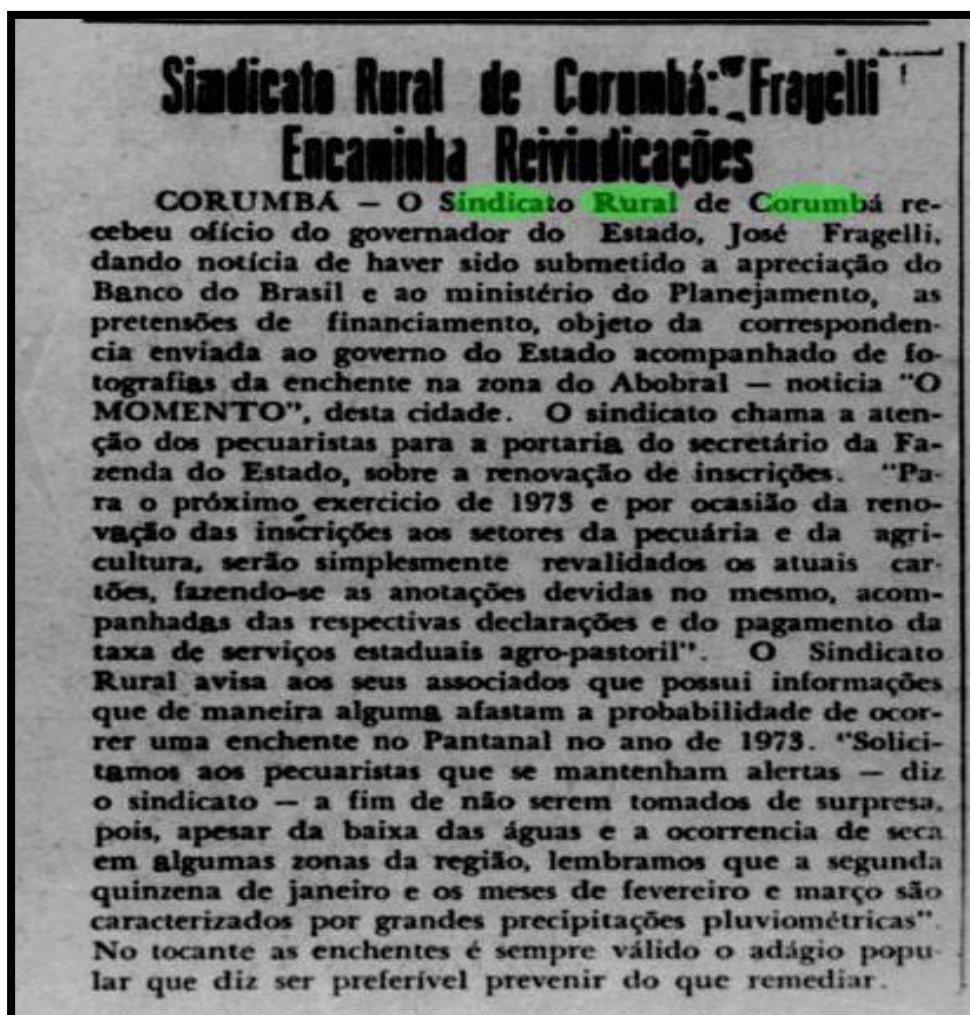 Sindicato Rural de Corumbá: Fragelli
Encaminha Reivindicações
CORUMBÁ — O Sindicato Rural de Corumbá re-
cebeu ofício do governador do Estado, José Fragelli,
dando notícia de haver sido submetido a apreciação do
Banco do Brasil e ao ministério do Planejamento, as
pretensões de financiamento, objeto da corresponden-
cia enviada ao governo do Estado acompanhado de fo-
tografias da enchente na zona do Abobral — noticia "O
MOMENTO", desta cidade. O sindicato chama a aten-
ção dos pecuaristas para a portaria do secretário da Fa-
zenda do Estado, sobre a renovação de inscrições. "Pa-
ra o próximo exercicio de 1973 e por ocasião da reno-
vação das inscrições aos setores da pecuária e da agri-
cultura, serão simplesmente revalidados os atuais car-
tões, fazendo-se as anotações devidas no mesmo, acom-
panhadas das respectivas declarações e do pagamento da
taxa de serviços estaduais agro-pastoril". O Sindicato
Rural avisa aos seus associados que possui informações
que de maneira alguma afastam a probabilidade de ocor-
rer uma enchente no Pantanal no ano de 1973. "Solici-
tamos aos pecuaristas que se mantenham alertas — diz
o sindicato — a fim de não serem tomados de surpresa,
pois, apesar da baixa das águas e a ocorrencia de seca
em algumas zonas da região, lembramos que a segunda
quinzena de janeiro e os meses de fevereiro e março são
caracterizados por grandes precipitações pluviométricas".
No tocante as enchentes é sempre válido o adágio popu-
lar que diz ser preferível prevenir do que remediar.